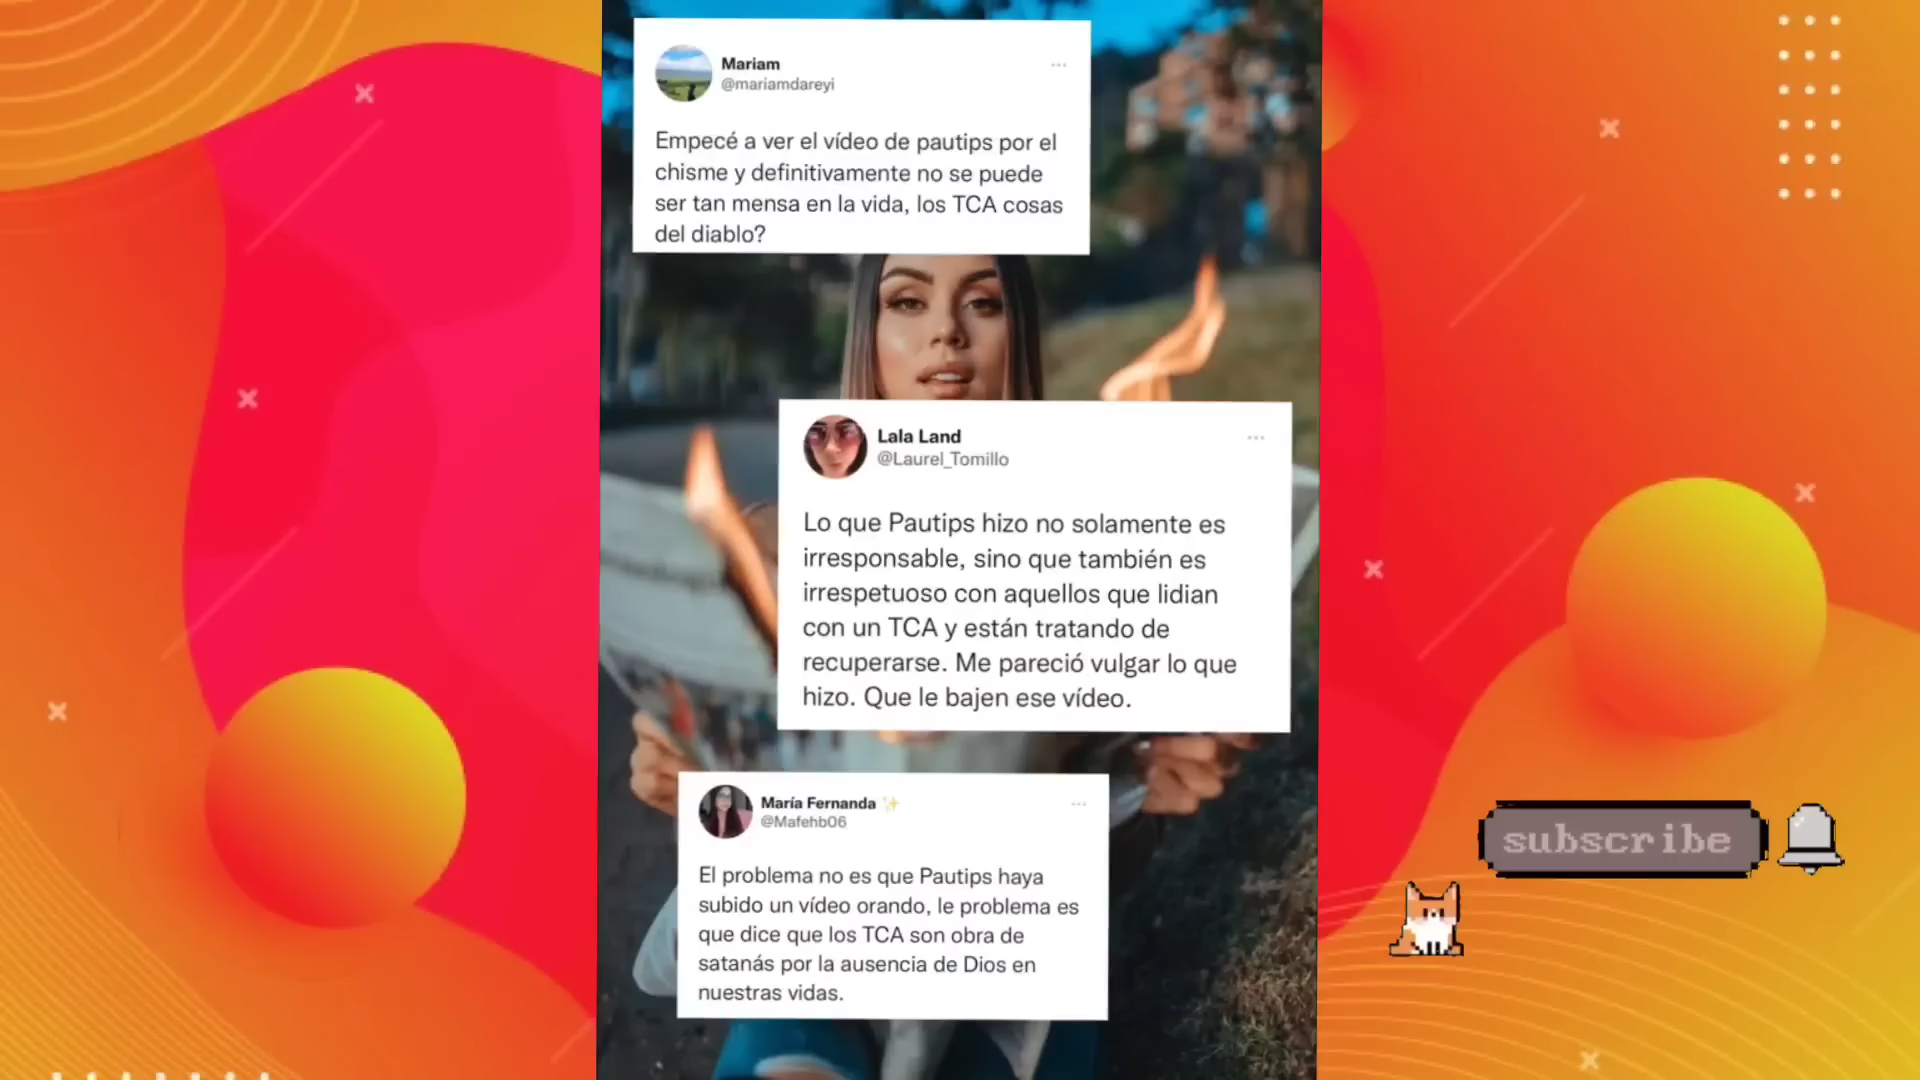 Mariam
@mariamdareyi
Empecé a ver el vídeo de pautips por el
chisme y definitivamente no se puede
ser tan mensa en la vida, los TCA cosas
del diablo?
Lala Land
@Laurel_Tomillo
Lo que Pautips hizo no solamente es
irresponsable, sino que también es
irrespetuoso con aquellos que lidian
con un TCA y están tratando de
recuperarse. Me pareció vulgar lo que
hizo. Que le bajen ese vídeo.
María Fernanda ✨
@Mafehb06
El problema no es que Pautips haya
subido un vídeo orando, le problema es
que dice que los TCA son obra de
satanás por la ausencia de Dios en
nuestras vidas.
subscribe